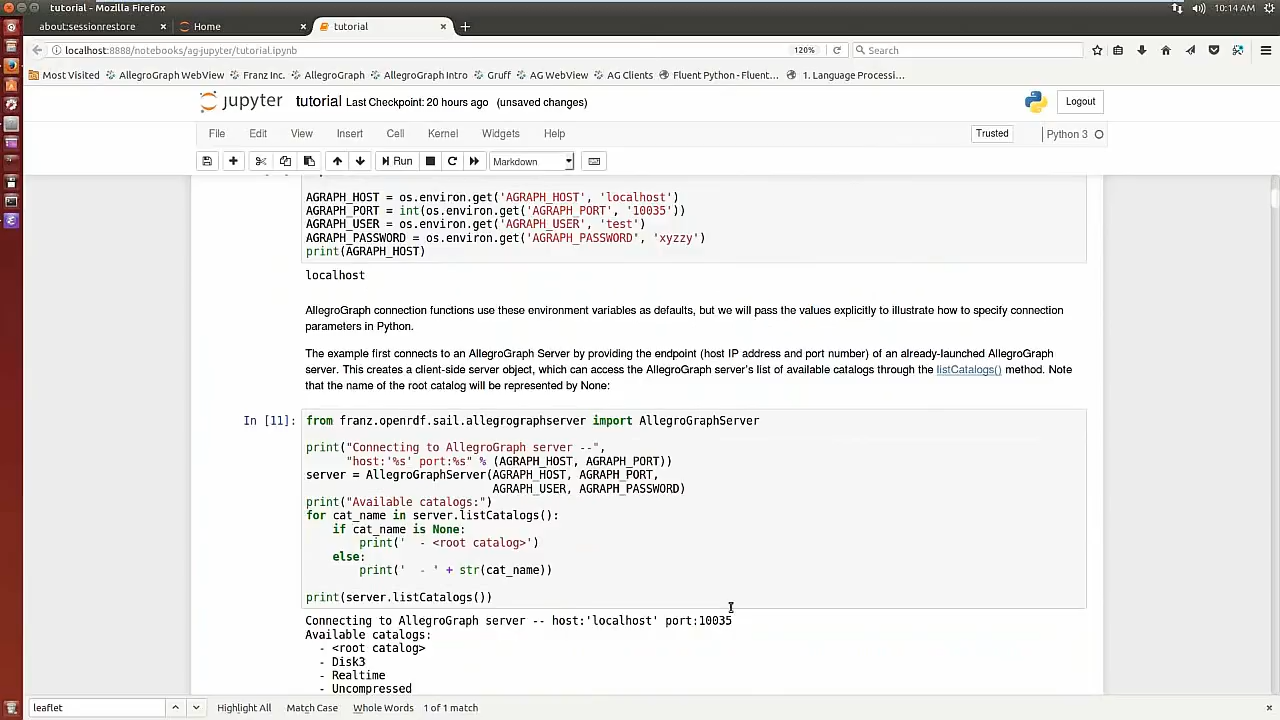 tutorial - Mozilla Firefox
10:14 AM
about:sessionrestore
Home
tutorial
localhost:8888/notebooks/ag-jupyter/tutorial.ipynb
120%
Search
Most Visited
AllegroGraph WebView
Franz Inc.
AllegroGraph
AllegroGraph Intro
Gruff
AG WebView
AG Clients
Fluent Python - Fluent...
1. Language Processi...
jupyter
tutorial Last Checkpoint: 20 hours ago (unsaved changes)
Logout
File
Edit
View
Insert
Cell
Kernel
Widgets
Help
Trusted
Python 3
Run
Markdown
AGRAPH_HOST = os.environ.get('AGRAPH_HOST', 'localhost')
AGRAPH_PORT = int(os.environ.get('AGRAPH_PORT', '10035'))
AGRAPH_USER = os.environ.get('AGRAPH_USER', 'test')
AGRAPH_PASSWORD = os.environ.get('AGRAPH_PASSWORD', 'xyzzy')
print(AGRAPH_HOST)
localhost
AllegroGraph connection functions use these environment variables as defaults, but we will pass the values explicitly to illustrate how to specify connection
parameters in Python.
The example first connects to an AllegroGraph Server by providing the endpoint (host IP address and port number) of an already-launched AllegroGraph
server. This creates a client-side server object, which can access the AllegroGraph server's list of available catalogs through the listCatalogs() method. Note
that the name of the root catalog will be represented by None:
In [11]:
from franz.openrdf.sail.allegrographserver import AllegroGraphServer
print("Connecting to AllegroGraph server --",
"host:'%s' port:%s" % (AGRAPH_HOST, AGRAPH_PORT))
server = AllegroGraphServer(AGRAPH_HOST, AGRAPH_PORT,
AGRAPH_USER, AGRAPH_PASSWORD)
print("Available catalogs:")
for cat_name in server.listCatalogs():
if cat_name is None:
print('  - <root catalog>')
else:
print('  - ' + str(cat_name))
print(server.listCatalogs())
Connecting to AllegroGraph server -- host:'localhost' port:10035
Available catalogs:
- <root catalog>
- Disk3
- Realtime
- Uncompressed
leaflet
Highlight All
Match Case
Whole Words
1 of 1 match